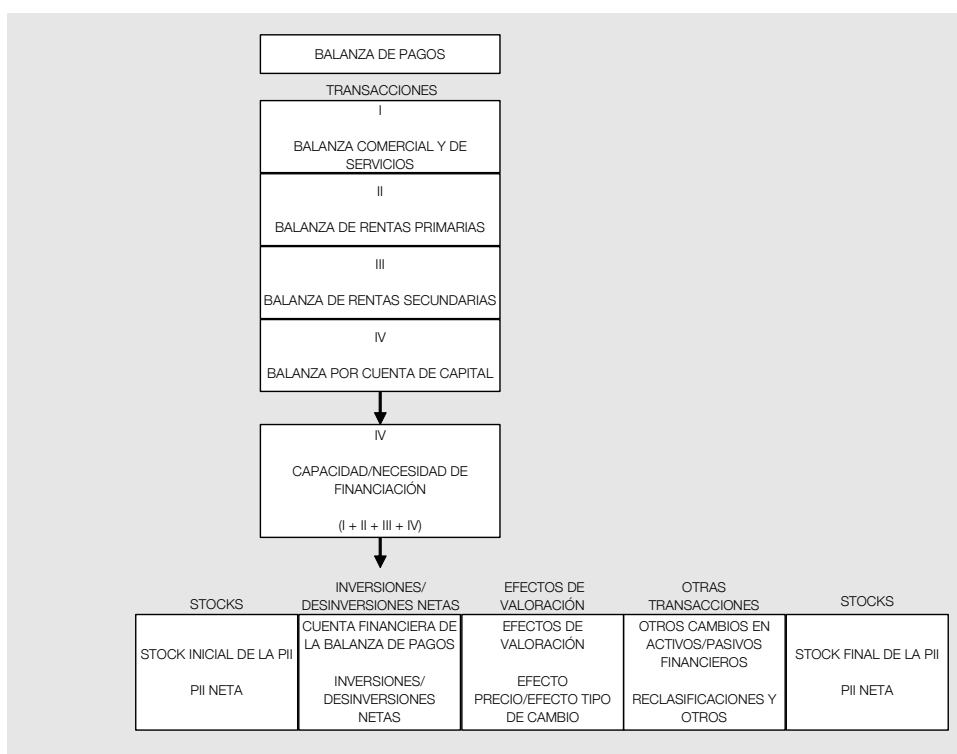 BALANZA DE PAGOS
TRANSACCIONES
I
BALANZA COMERCIAL Y DE
SERVICIOS
II
BALANZA DE RENTAS PRIMARIAS
III
BALANZA DE RENTAS SECUNDARIAS
IV
BALANZA POR CUENTA DE CAPITAL
IV
CAPACIDAD/NECESIDAD DE
FINANCIACIÓN
(I + II + III + IV)
STOCKS
STOCK INICIAL DE LA PII
PII NETA
INVERSIONES/
DESINVERSIONES NETAS
CUENTA FINANCIERA DE
LA BALANZA DE PAGOS
INVERSIONES/
DESINVERSIONES
NETAS
EFECTOS DE
VALORACIÓN
EFECTOS DE
VALORACIÓN
EFECTO
PRECIO/EFECTO TIPO
DE CAMBIO
OTRAS
TRANSACCIONES
OTROS CAMBIOS EN
ACTIVOS/PASIVOS
FINANCIEROS
RECLASIFICACIONES Y
OTROS
STOCKS
STOCK FINAL DE LA PII
PII NETA